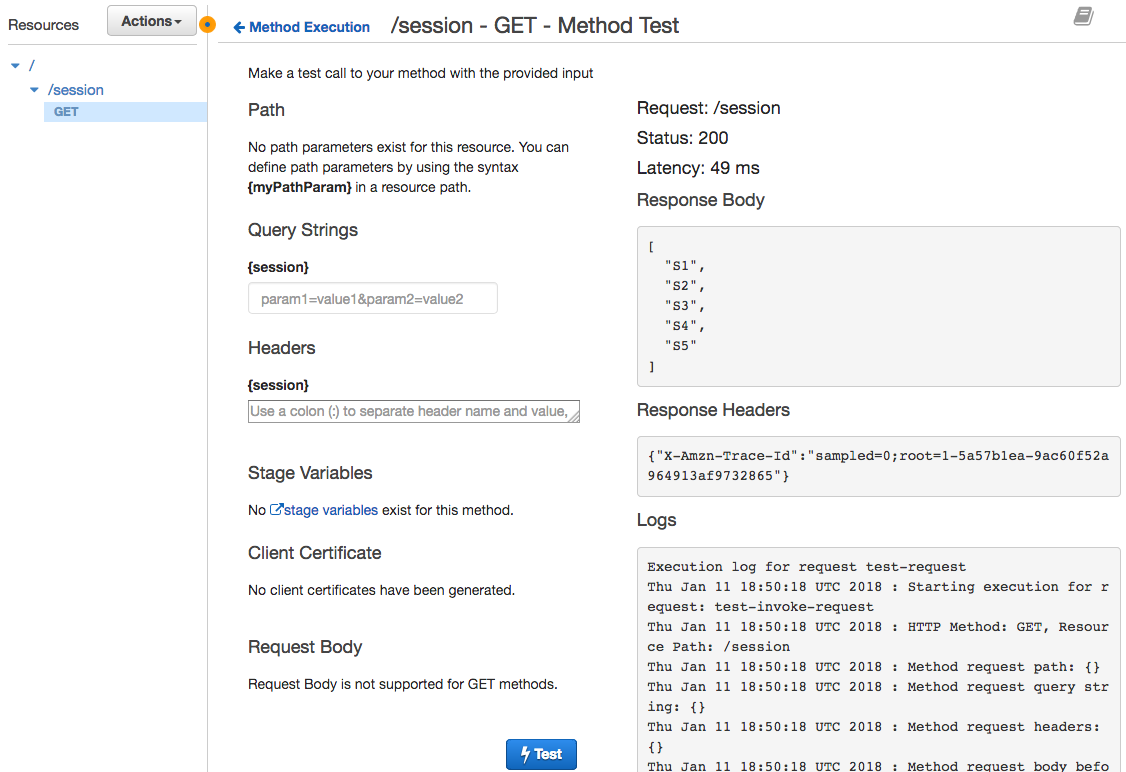 Resources
Actions
/
/session
GET
Method Execution
/session - GET - Method Test
Make a test call to your method with the provided input
Path
No path parameters exist for this resource. You can
define path parameters by using the syntax
{myPathParam} in a resource path.
Query Strings
{session}
param1=value1&param2=value2
Headers
{session}
Use a colon (:) to separate header name and value,
Stage Variables
No stage variables exist for this method.
Client Certificate
No client certificates have been generated.
Request Body
Request Body is not supported for GET methods.
Test
Request: /session
Status: 200
Latency: 49 ms
Response Body
[
"S1",
"S2",
"S3",
"S4",
"S5"
]
Response Headers
{"X-Amzn-Trace-Id":"sampled=0;root=1-5a57b1ea-9ac60f52a
964913af9732865"}
Logs
Execution log for request test-request
Thu Jan 11 18:50:18 UTC 2018 : Starting execution for r
equest: test-invoke-request
Thu Jan 11 18:50:18 UTC 2018 : HTTP Method: GET, Resour
ce Path: /session
Thu Jan 11 18:50:18 UTC 2018 : Method request path: {}
Thu Jan 11 18:50:18 UTC 2018 : Method request query str
ing: {}
Thu Jan 11 18:50:18 UTC 2018 : Method request headers:
{}
Thu Jan 11 18:50:18 UTC 2018 : Method request body befo